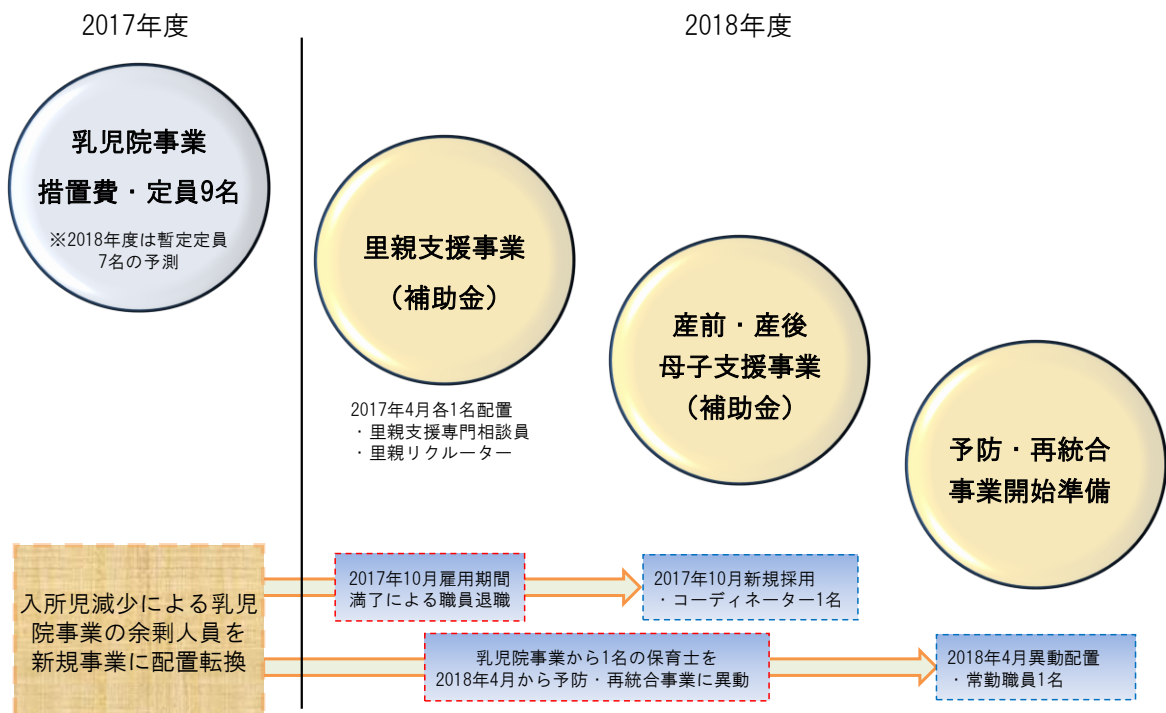 2017年度
2018年度
乳児院事業
措置費・定員9名
※2018年度は暫定定員
7名の予測
里親支援事業
（補助金）
2017年4月各1名配置
・里親支援専門相談員
・里親リクルーター
産前・産後
母子支援事業
（補助金）
予防・再統合
事業開始準備
入所児減少による乳児
院事業の余剰人員を
新規事業に配置転換
2017年10月雇用期間
満了による職員退職
2017年10月新規採用
・コーディネーター1名
乳児院事業から1名の保育士を
2018年4月から予防・再統合事業に異動
2018年4月異動配置
・常勤職員1名